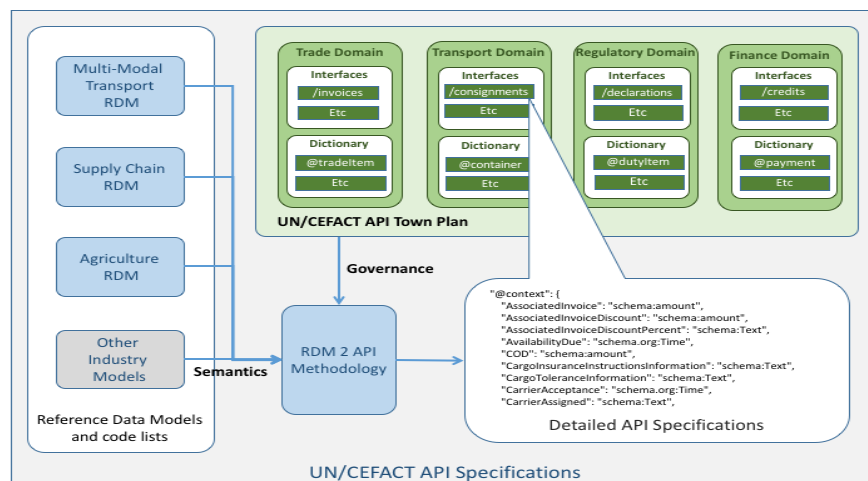 Multi-Modal
Transport
RDM
Supply Chain
RDM
Agriculture
RDM
Other
Industry
Models
Reference Data Models
and code lists
Trade Domain
Interfaces
/invoices
Etc
Dictionary
@tradeItem
Etc
Transport Domain
Interfaces
/consignments
Etc
Dictionary
@container
Etc
Regulatory Domain
Interfaces
/declarations
Etc
Dictionary
@dutyItem
Etc
Finance Domain
Interfaces
/credits
Etc
Dictionary
@payment
Etc
UN/CEFACT API Town Plan
Governance
Semantics
RDM 2 API
Methodology
"@context": {
"AssociatedInvoice": "schema:amount",
"AssociatedInvoiceDiscount": "schema:amount",
"AssociatedInvoiceDiscountPercent": "schema:Text",
"AvailabilityDue": "schema.org:Time",
"COD": "schema:amount",
"CargoInsuranceInstructionsInformation": "schema:Text",
"CargoToleranceInformation": "schema:Text",
"CarrierAcceptance": "schema.org:Time",
"CarrierAssigned": "schema:Text",
Detailed API Specifications
UN/CEFACT API Specifications